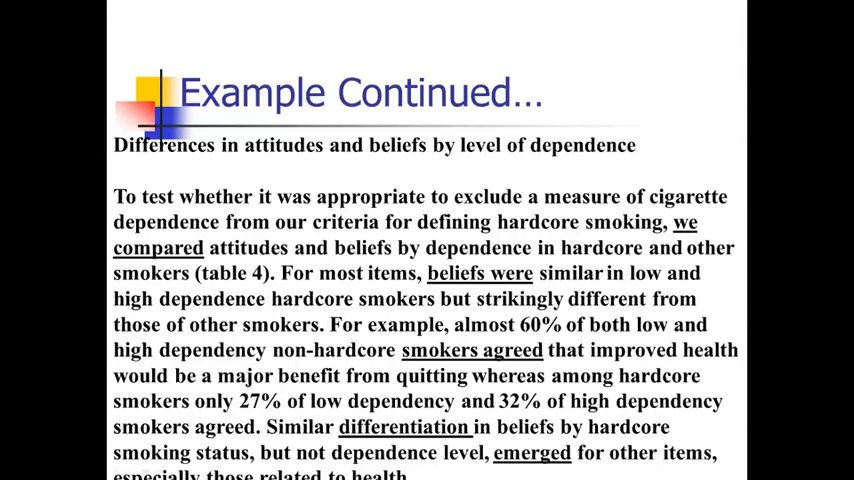 Example Continued...
Differences in attitudes and beliefs by level of dependence
To test whether it was appropriate to exclude a measure of cigarette
dependence from our criteria for defining hardcore smoking, we
compared attitudes and beliefs by dependence in hardcore and other
smokers (table 4). For most items, beliefs were similar in low and
high dependence hardcore smokers but strikingly different from
those of other smokers. For example, almost 60% of both low and
high dependency non-hardcore smokers agreed that improved health
would be a major benefit from quitting whereas among hardcore
smokers only 27% of low dependency and 32% of high dependency
smokers agreed. Similar differentiation in beliefs by hardcore
smoking status, but not dependence level, emerged for other items,
especially those related to health.